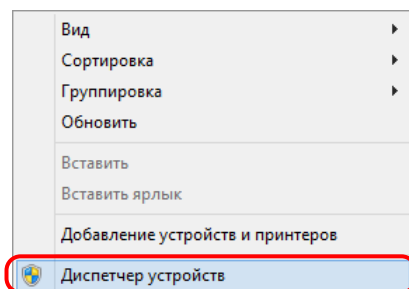 Вид
Сортировка
Группировка
Обновить
Вставить
Вставить ярлык
Добавление устройств и принтеров
Диспетчер устройств